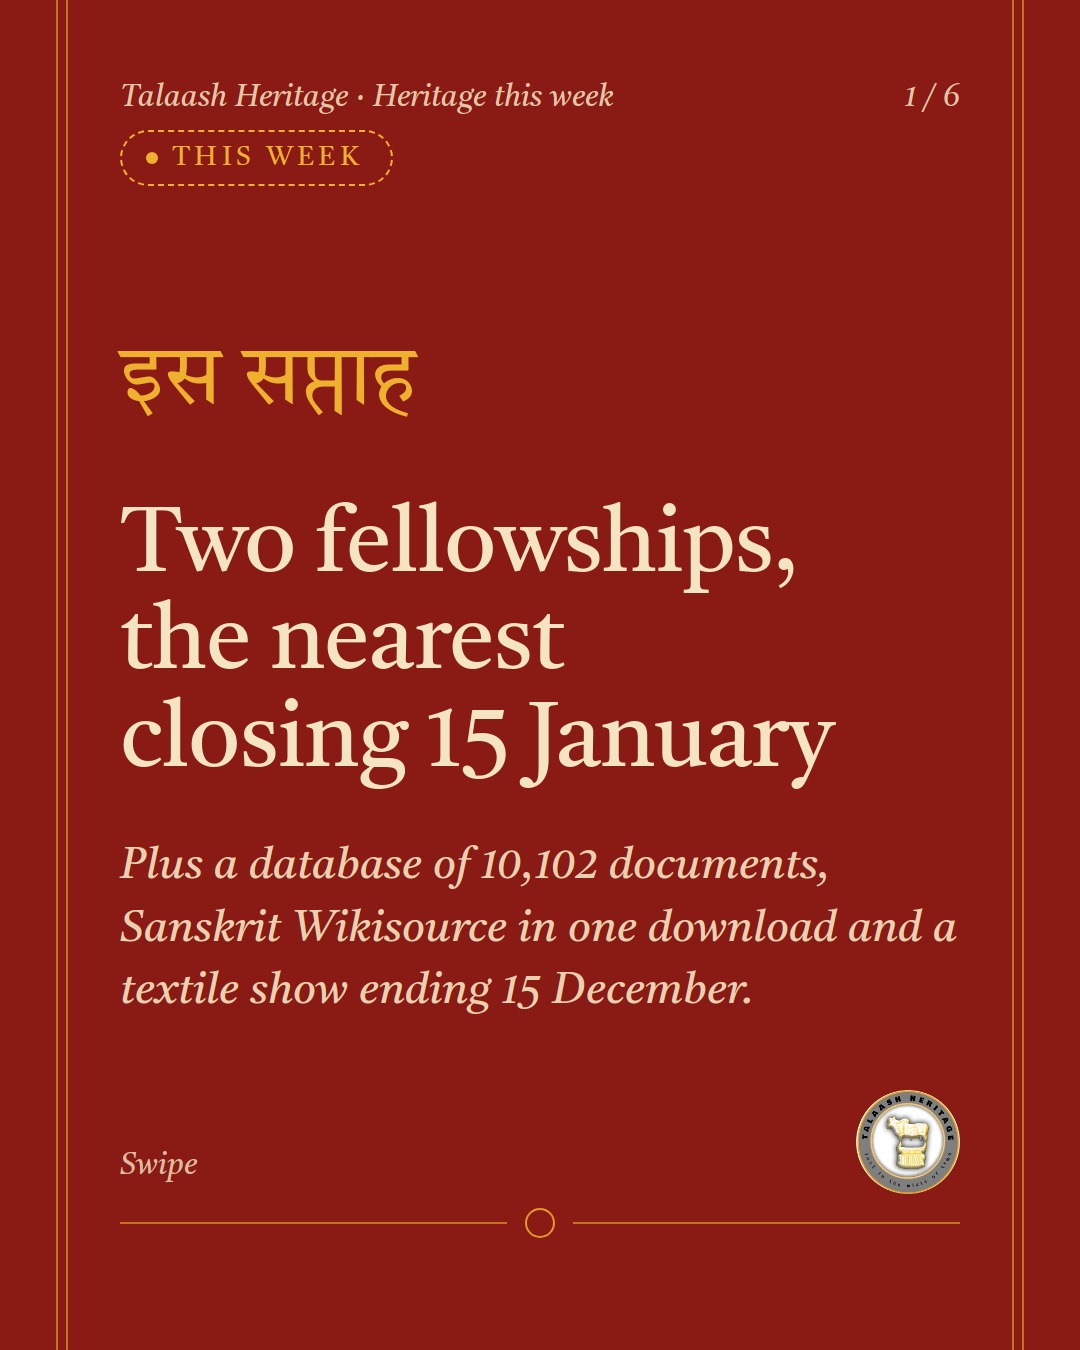 Talaash Heritage · Heritage this week
1 / 6
THIS WEEK
इस सप्ताह
Two fellowships,
the nearest
closing 15 January
Plus a database of 10,102 documents,
Sanskrit Wikisource in one download and a
textile show ending 15 December.
TALAASH HERITAGE
Swipe